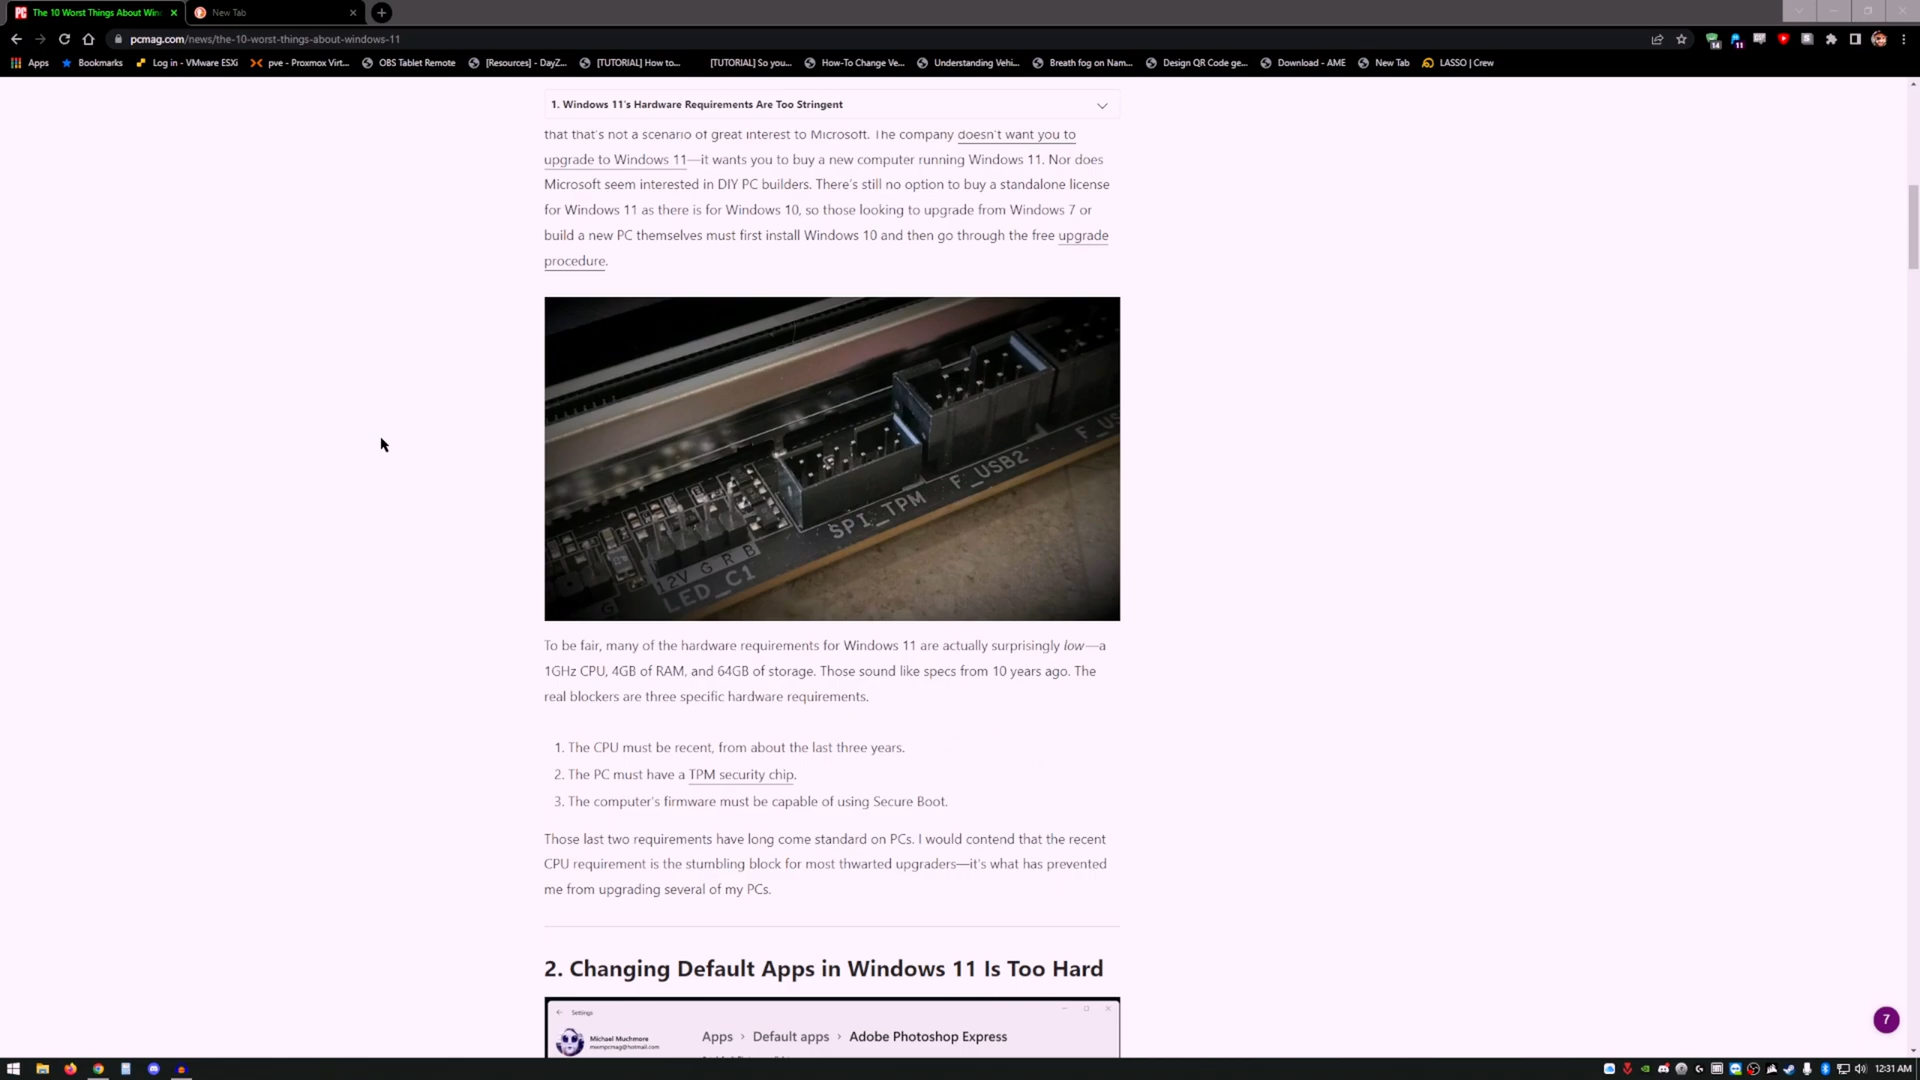 The 10 Worst Things About Win
New Tab
pcmag.com/news/the-10-worst-things-about-windows-11
14
11
Apps
Bookmarks
Log in - VMware ESXi
pve - Proxmox Virt...
OBS Tablet Remote
[Resources] - DayZ...
[TUTORIAL] How to...
[TUTORIAL] So you...
How-To Change Ve...
Understanding Vehi...
Breath fog on Nam...
Design QR Code ge...
Download - AME
New Tab
LASSO | Crew
1. Windows 11's Hardware Requirements Are Too Stringent
that that's not a scenario of great interest to Microsoft. The company doesn't want you to
upgrade to Windows 11—it wants you to buy a new computer running Windows 11. Nor does
Microsoft seem interested in DIY PC builders. There's still no option to buy a standalone license
for Windows 11 as there is for Windows 10, so those looking to upgrade from Windows 7 or
build a new PC themselves must first install Windows 10 and then go through the free upgrade
procedure.
F_US
F_USB2
SPI_TPM
12V G R B
LED_C1
To be fair, many of the hardware requirements for Windows 11 are actually surprisingly low—a
1GHz CPU, 4GB of RAM, and 64GB of storage. Those sound like specs from 10 years ago. The
real blockers are three specific hardware requirements.
1. The CPU must be recent, from about the last three years.
2. The PC must have a TPM security chip.
3. The computer's firmware must be capable of using Secure Boot.
Those last two requirements have long come standard on PCs. I would contend that the recent
CPU requirement is the stumbling block for most thwarted upgraders—it's what has prevented
me from upgrading several of my PCs.
2. Changing Default Apps in Windows 11 Is Too Hard
Settings
Michael Muchmore
mwmpcmag@hotmail.com
Apps > Default apps > Adobe Photoshop Express
7
12:31 AM